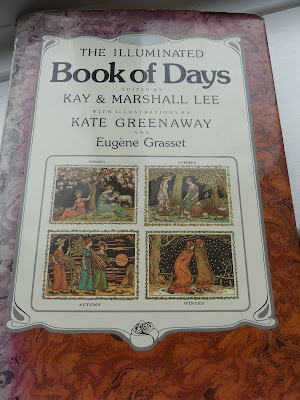 THE ILLUMINATED
Book of Days
EDITED BY
KAY & MARSHALL LEE
WITH ILLUSTRATIONS BY
KATE GREENAWAY
AND
Eugène Grasset
SPRING SUMMER
AUTUMN WINTER